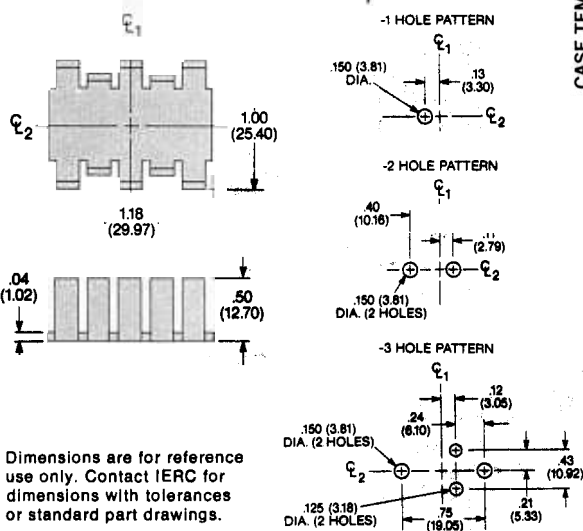 ℄1
℄2
1.00
(25.40)
1.18
(29.97)
.04
(1.02)
.50
(12.70)
Dimensions are for reference
use only. Contact IERC for
dimensions with tolerances
or standard part drawings.
-1 HOLE PATTERN
℄1
.150 (3.81)
DIA.
.13
(3.30)
℄2
-2 HOLE PATTERN
℄1
.40
(10.16)
(2.79)
℄2
.150 (3.81)
DIA. (2 HOLES)
-3 HOLE PATTERN
℄1
.12
(3.05)
.24
(6.10)
.150 (3.81)
DIA. (2 HOLES)
℄2
.43
(10.92)
.125 (3.18)
DIA. (2 HOLES)
.75
(19.05)
.21
(5.33)
CASE